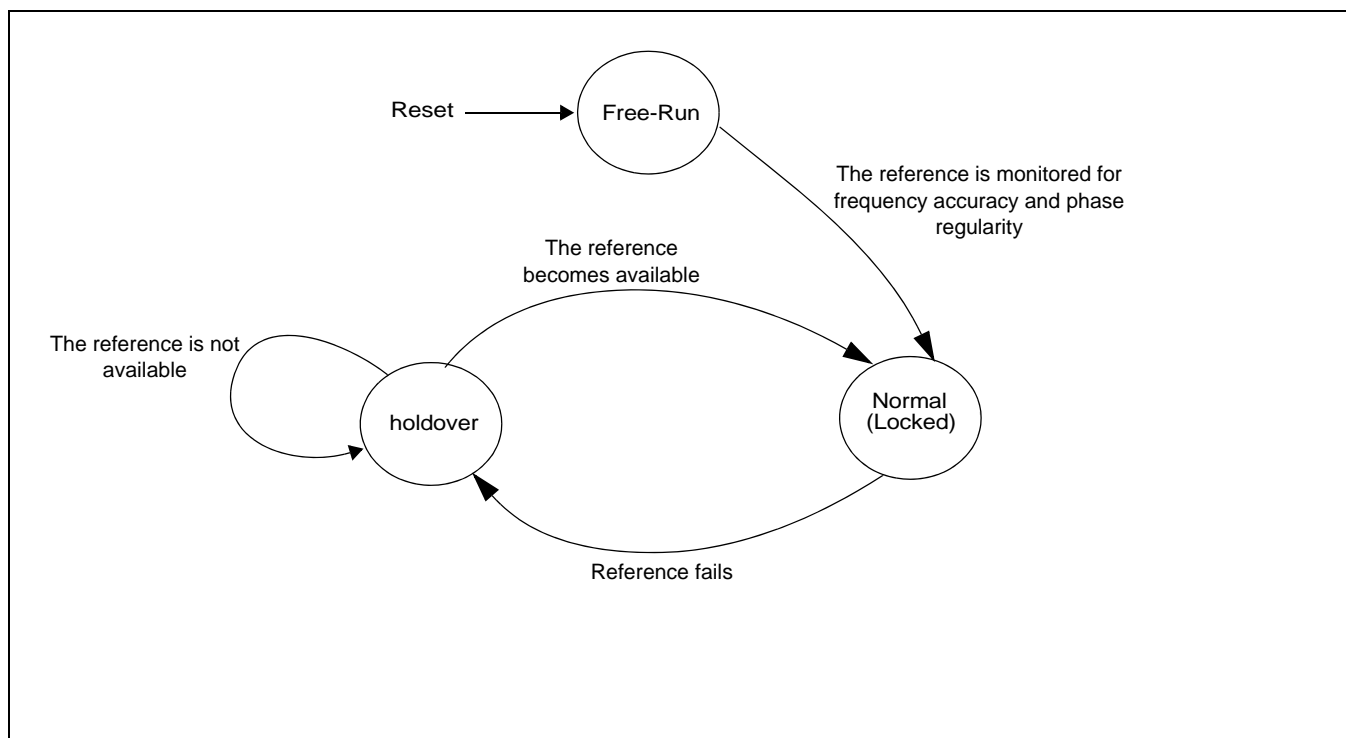 Reset
Free-Run
The reference is monitored for
frequency accuracy and phase
regularity
The reference
becomes available
The reference is not
available
holdover
Normal
(Locked)
Reference fails